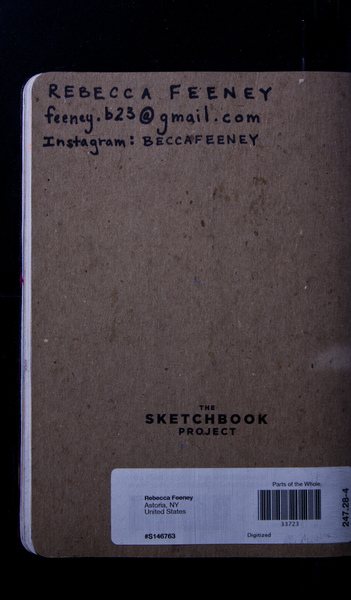 REBECCA FEENEY
feeney.b23@gmail.com
Instagram: BECCAFEENEY
THE
SKETCHBOOK
PROJECT
Parts of the Whole.
Rebecca Feeney
Astoria, NY
United States
33723
#S146763
Digitized
247.28-4